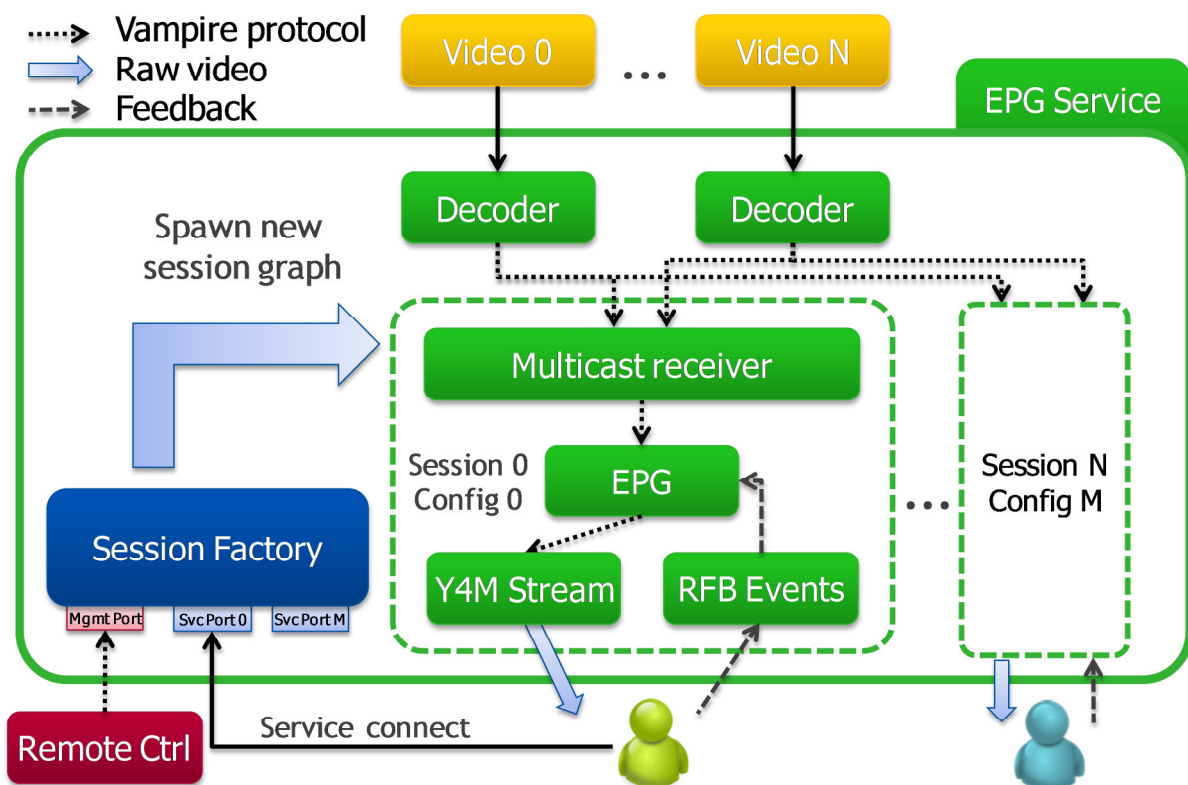 Vampire protocol
Raw video
Feedback
Video 0
...
Video N
EPG Service
Decoder
Decoder
Spawn new
session graph
Multicast receiver
Session 0
Config 0
EPG
...
Session N
Config M
Session Factory
Y4M Stream
RFB Events
Mgmt Port
Svc Port 0
Svc Port M
Service connect
Remote Ctrl